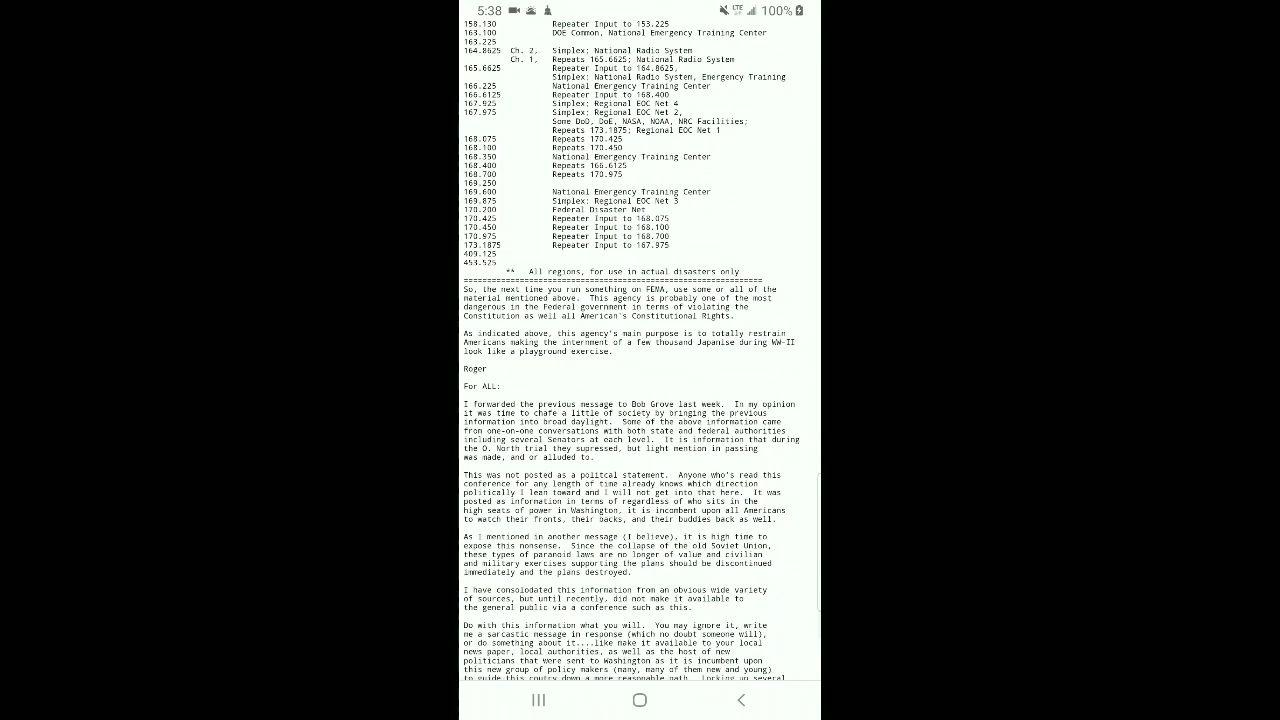 5:38 LTE 100%
158.130 Repeater Input to 153.225
163.100 DOE Common, National Emergency Training Center
163.225
164.8625 Ch. 2, Simplex; National Radio System
Ch. 1, Repeats 165.6625; National Radio System
165.6625 Repeater Input to 164.8625,
Simplex; National Radio System, Emergency Training
166.225 National Emergency Training Center
166.6125 Repeater Input to 168.400
167.925 Simplex; Regional EOC Net 4
167.975 Simplex; Regional EOC Net 2,
Some DoD, DoE, NASA, NOAA, NRC Facilities;
Repeats 173.1875; Regional EOC Net 1
168.075 Repeats 170.425
168.100 Repeats 170.450
168.350 National Emergency Training Center
168.400 Repeats 166.6125
168.700 Repeats 170.975
169.250
169.600 National Emergency Training Center
169.875 Simplex; Regional EOC Net 3
170.200 Federal Disaster Net
170.425 Repeater Input to 168.075
170.450 Repeater Input to 168.100
170.975 Repeater Input to 168.700
173.1875 Repeater Input to 167.975
409.125
453.525
** All regions, for use in actual disasters only
================================================================
So, the next time you run something on FEMA, use some or all of the
material mentioned above. This agency is probably one of the most
dangerous in the Federal government in terms of violating the
Constitution as well all American's Constitutional Rights.
As indicated above, this agency's main purpose is to totally restrain
Americans making the internment of a few thousand Japanise during WW-II
look like a playground exercise.
Roger
For ALL:
I forwarded the previous message to Bob Grove last week. In my opinion
it was time to chafe a little of society by bringing the previous
information into broad daylight. Some of the above information came
from one-on-one conversations with both state and federal authorities
including several Senators at each level. It is information that during
the O. North trial they supressed, but light mention in passing
was made, and or alluded to.
This was not posted as a politcal statement. Anyone who's read this
conference for any length of time already knows which direction
politically I lean toward and I will not get into that here. It was
posted as information in terms of regardless of who sits in the
high seats of power in Washington, it is incombent upon all Americans
to watch their fronts, their backs, and their buddies back as well.
As I mentioned in another message (I believe), it is high time to
expose this nonsense. Since the collapse of the old Soviet Union,
these types of paranoid laws are no longer of value and civilian
and military exercises supporting the plans should be discontinued
immediately and the plans destroyed.
I have consolodated this information from an obvious wide variety
of sources, but until recently, did not make it available to
the general public via a conference such as this.
Do with this information what you will. You may ignore it, write
me a sarcastic message in response (which no doubt someone will),
or do something about it....like make it available to your local
news paper, local authorities, as well as the host of new
politicians that were sent to Washington as it is incumbent upon
this new group of policy makers (many, many of them new and young)
to guide this coutry down a more reasonable path. Locking up several